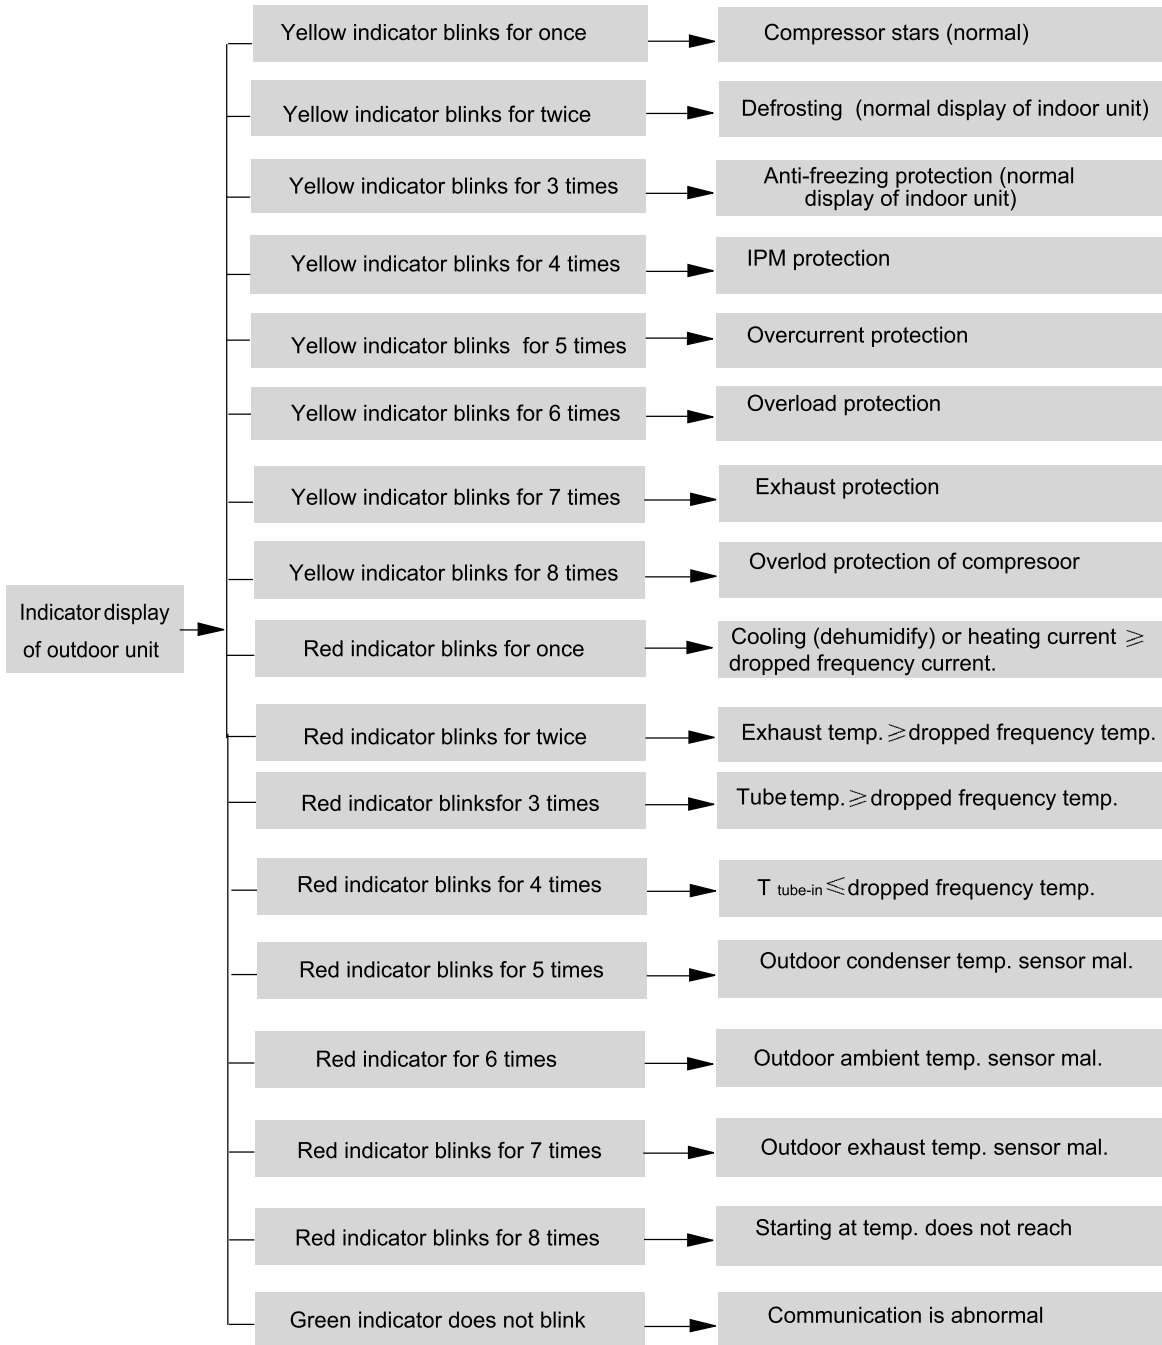 Yellow indicator blinks for once
Compressor stars (normal)
Yellow indicator blinks for twice
Defrosting (normal display of indoor unit)
Yellow indicator blinks for 3 times
Anti-freezing protection (normal
display of indoor unit)
Yellow indicator blinks for 4 times
IPM protection
Yellow indicator blinks for 5 times
Overcurrent protection
Yellow indicator blinks for 6 times
Overload protection
Yellow indicator blinks for 7 times
Exhaust protection
Yellow indicator blinks for 8 times
Overlod protection of compresoor
Indicator display
of outdoor unit
Red indicator blinks for once
Cooling (dehumidify) or heating current ⩾
dropped frequency current.
Red indicator blinks for twice
Exhaust temp. ⩾dropped frequency temp.
Red indicator blinksfor 3 times
Tube temp. ⩾dropped frequency temp.
Red indicator blinks for 4 times
T tube-in ⩽dropped frequency temp.
Red indicator blinks for 5 times
Outdoor condenser temp. sensor mal.
Red indicator for 6 times
Outdoor ambient temp. sensor mal.
Red indicator blinks for 7 times
Outdoor exhaust temp. sensor mal.
Red indicator blinks for 8 times
Starting at temp. does not reach
Green indicator does not blink
Communication is abnormal